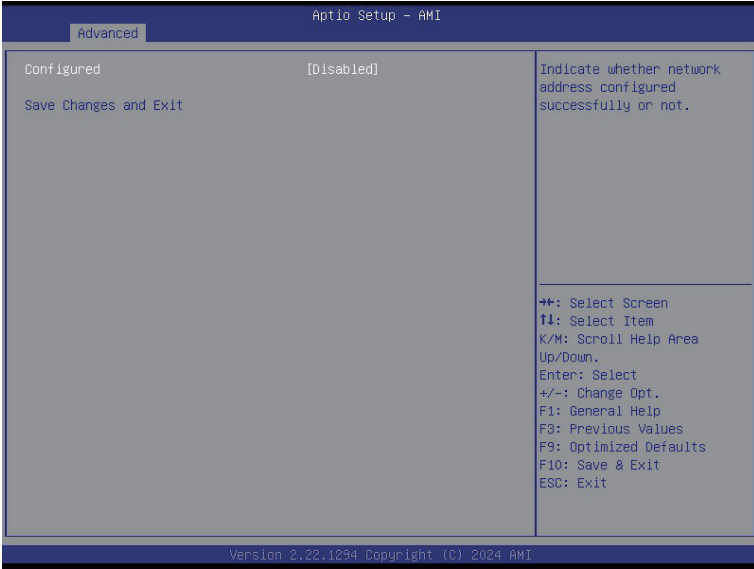 Aptio Setup – AMI
Advanced
Configured [Disabled]
Save Changes and Exit
Indicate whether network
address configured
successfully or not.
→←: Select Screen
↑↓: Select Item
K/M: Scroll Help Area
Up/Down.
Enter: Select
+/-: Change Opt.
F1: General Help
F3: Previous Values
F9: Optimized Defaults
F10: Save & Exit
ESC: Exit
Version 2.22.1294 Copyright (C) 2024 AMI